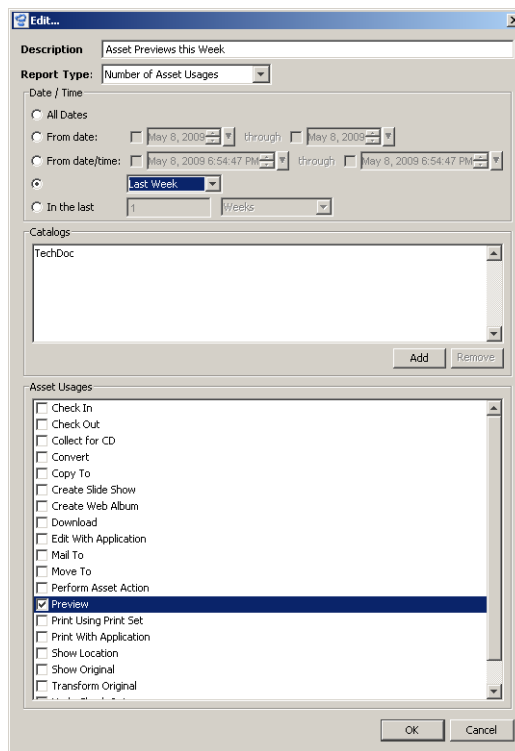 Edit...
Description Asset Previews this Week
Report Type: Number of Asset Usages
Date / Time
All Dates
From date: May 8, 2009 through May 8, 2009
From date/time: May 8, 2009 6:54:47 PM through May 8, 2009 6:54:47 PM
Last Week
In the last 1 Weeks
Catalogs
TechDoc
Add Remove
Asset Usages
Check In
Check Out
Collect for CD
Convert
Copy To
Create Slide Show
Create Web Album
Download
Edit With Application
Mail To
Move To
Perform Asset Action
Preview
Print Using Print Set
Print With Application
Show Location
Show Original
Transform Original
OK Cancel